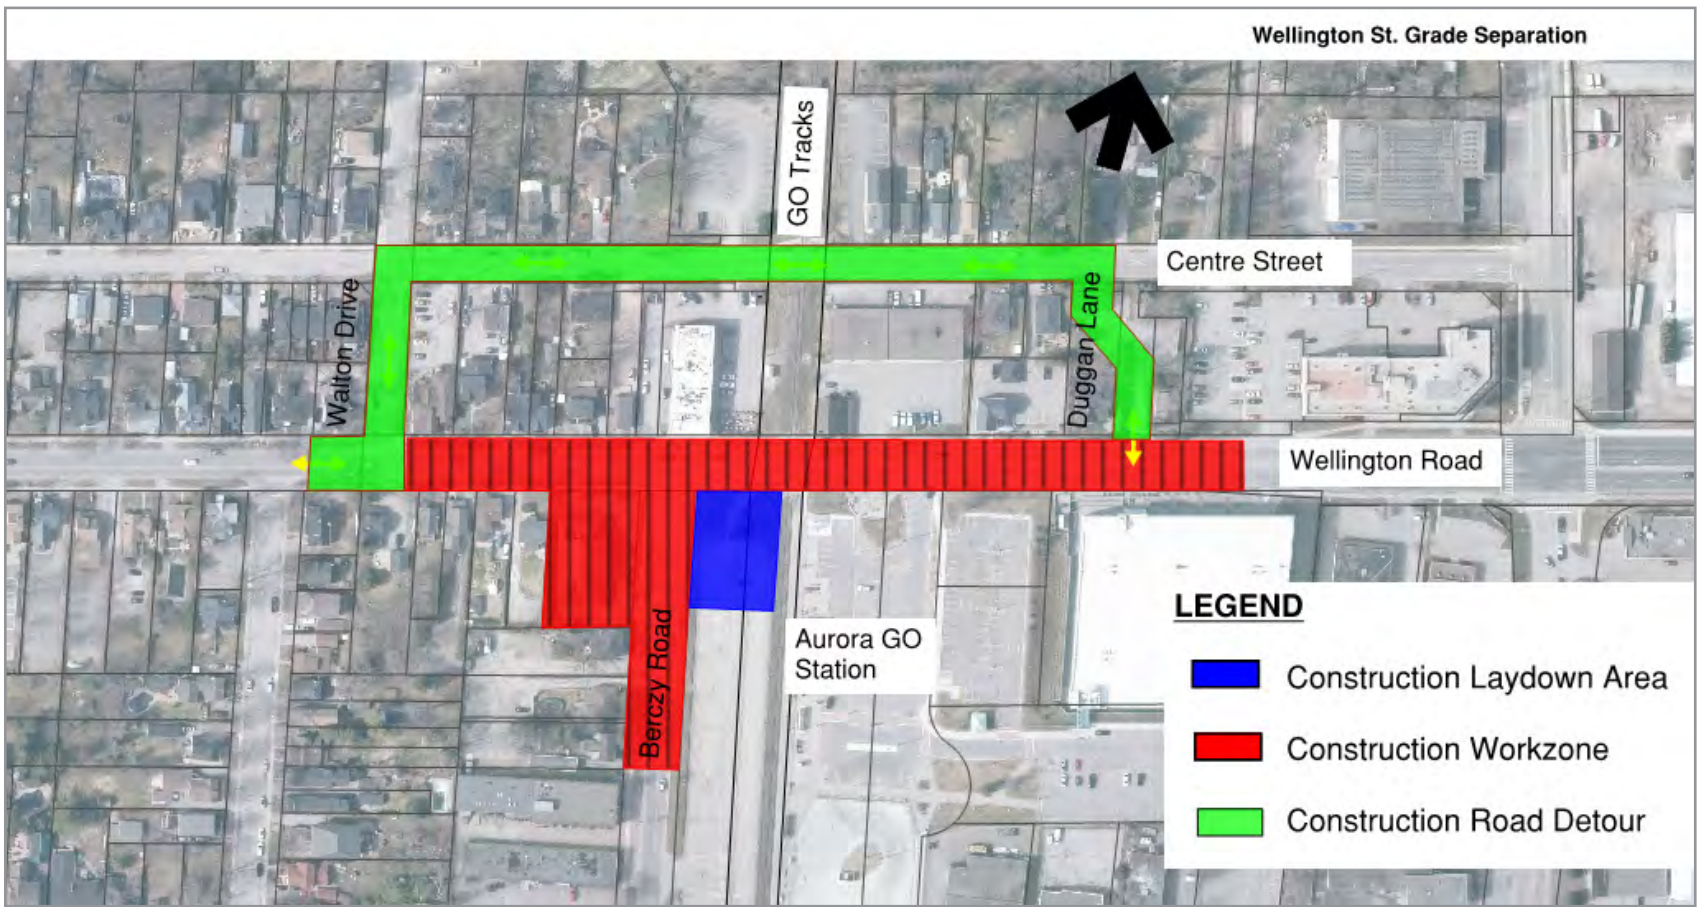 Wellington St. Grade Separation
GO Tracks
Centre Street
Walton Drive
Duggan Lane
Wellington Road
Berczy Road
Aurora GO
Station
LEGEND
Construction Laydown Area
Construction Workzone
Construction Road Detour